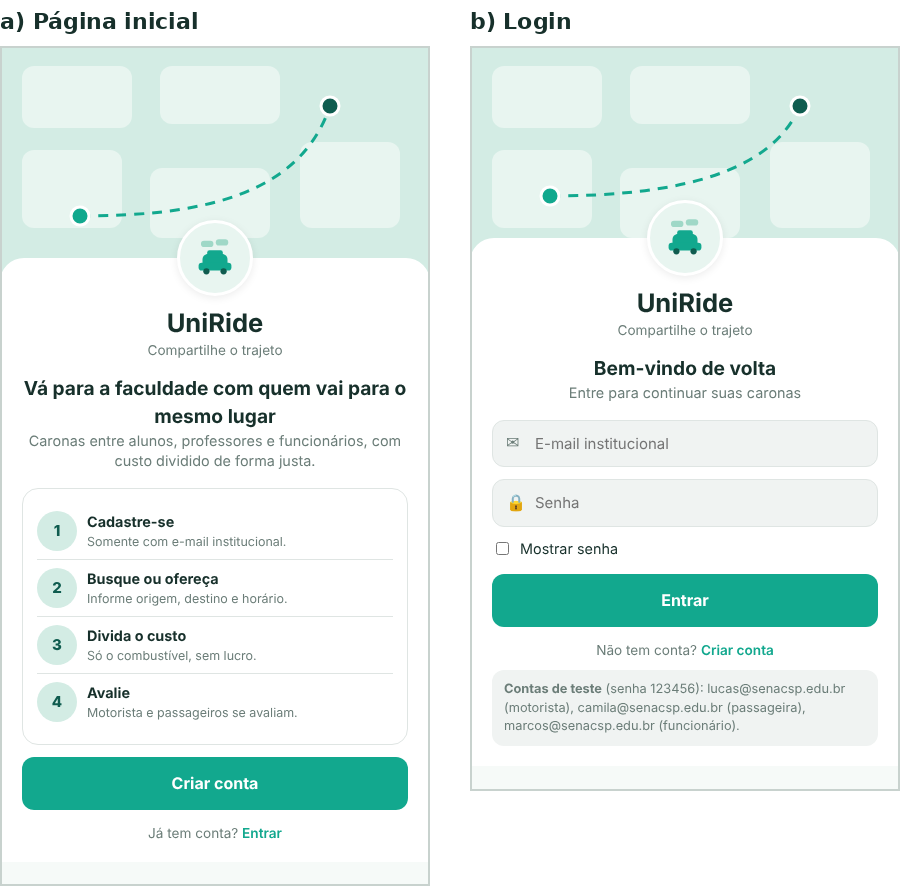 a) Página inicial
UniRide
Compartilhe o trajeto
Vá para a faculdade com quem vai para o
mesmo lugar
Caronas entre alunos, professores e funcionários, com
custo dividido de forma justa.
1
Cadastre-se
Somente com e-mail institucional.
2
Busque ou ofereça
Informe origem, destino e horário.
3
Divida o custo
Só o combustível, sem lucro.
4
Avalie
Motorista e passageiros se avaliam.
Criar conta
Já tem conta? Entrar
b) Login
UniRide
Compartilhe o trajeto
Bem-vindo de volta
Entre para continuar suas caronas
E-mail institucional
Senha
Mostrar senha
Entrar
Não tem conta? Criar conta
Contas de teste (senha 123456): lucas@senacsp.edu.br
(motorista), camila@senacsp.edu.br (passageira),
marcos@senacsp.edu.br (funcionário).